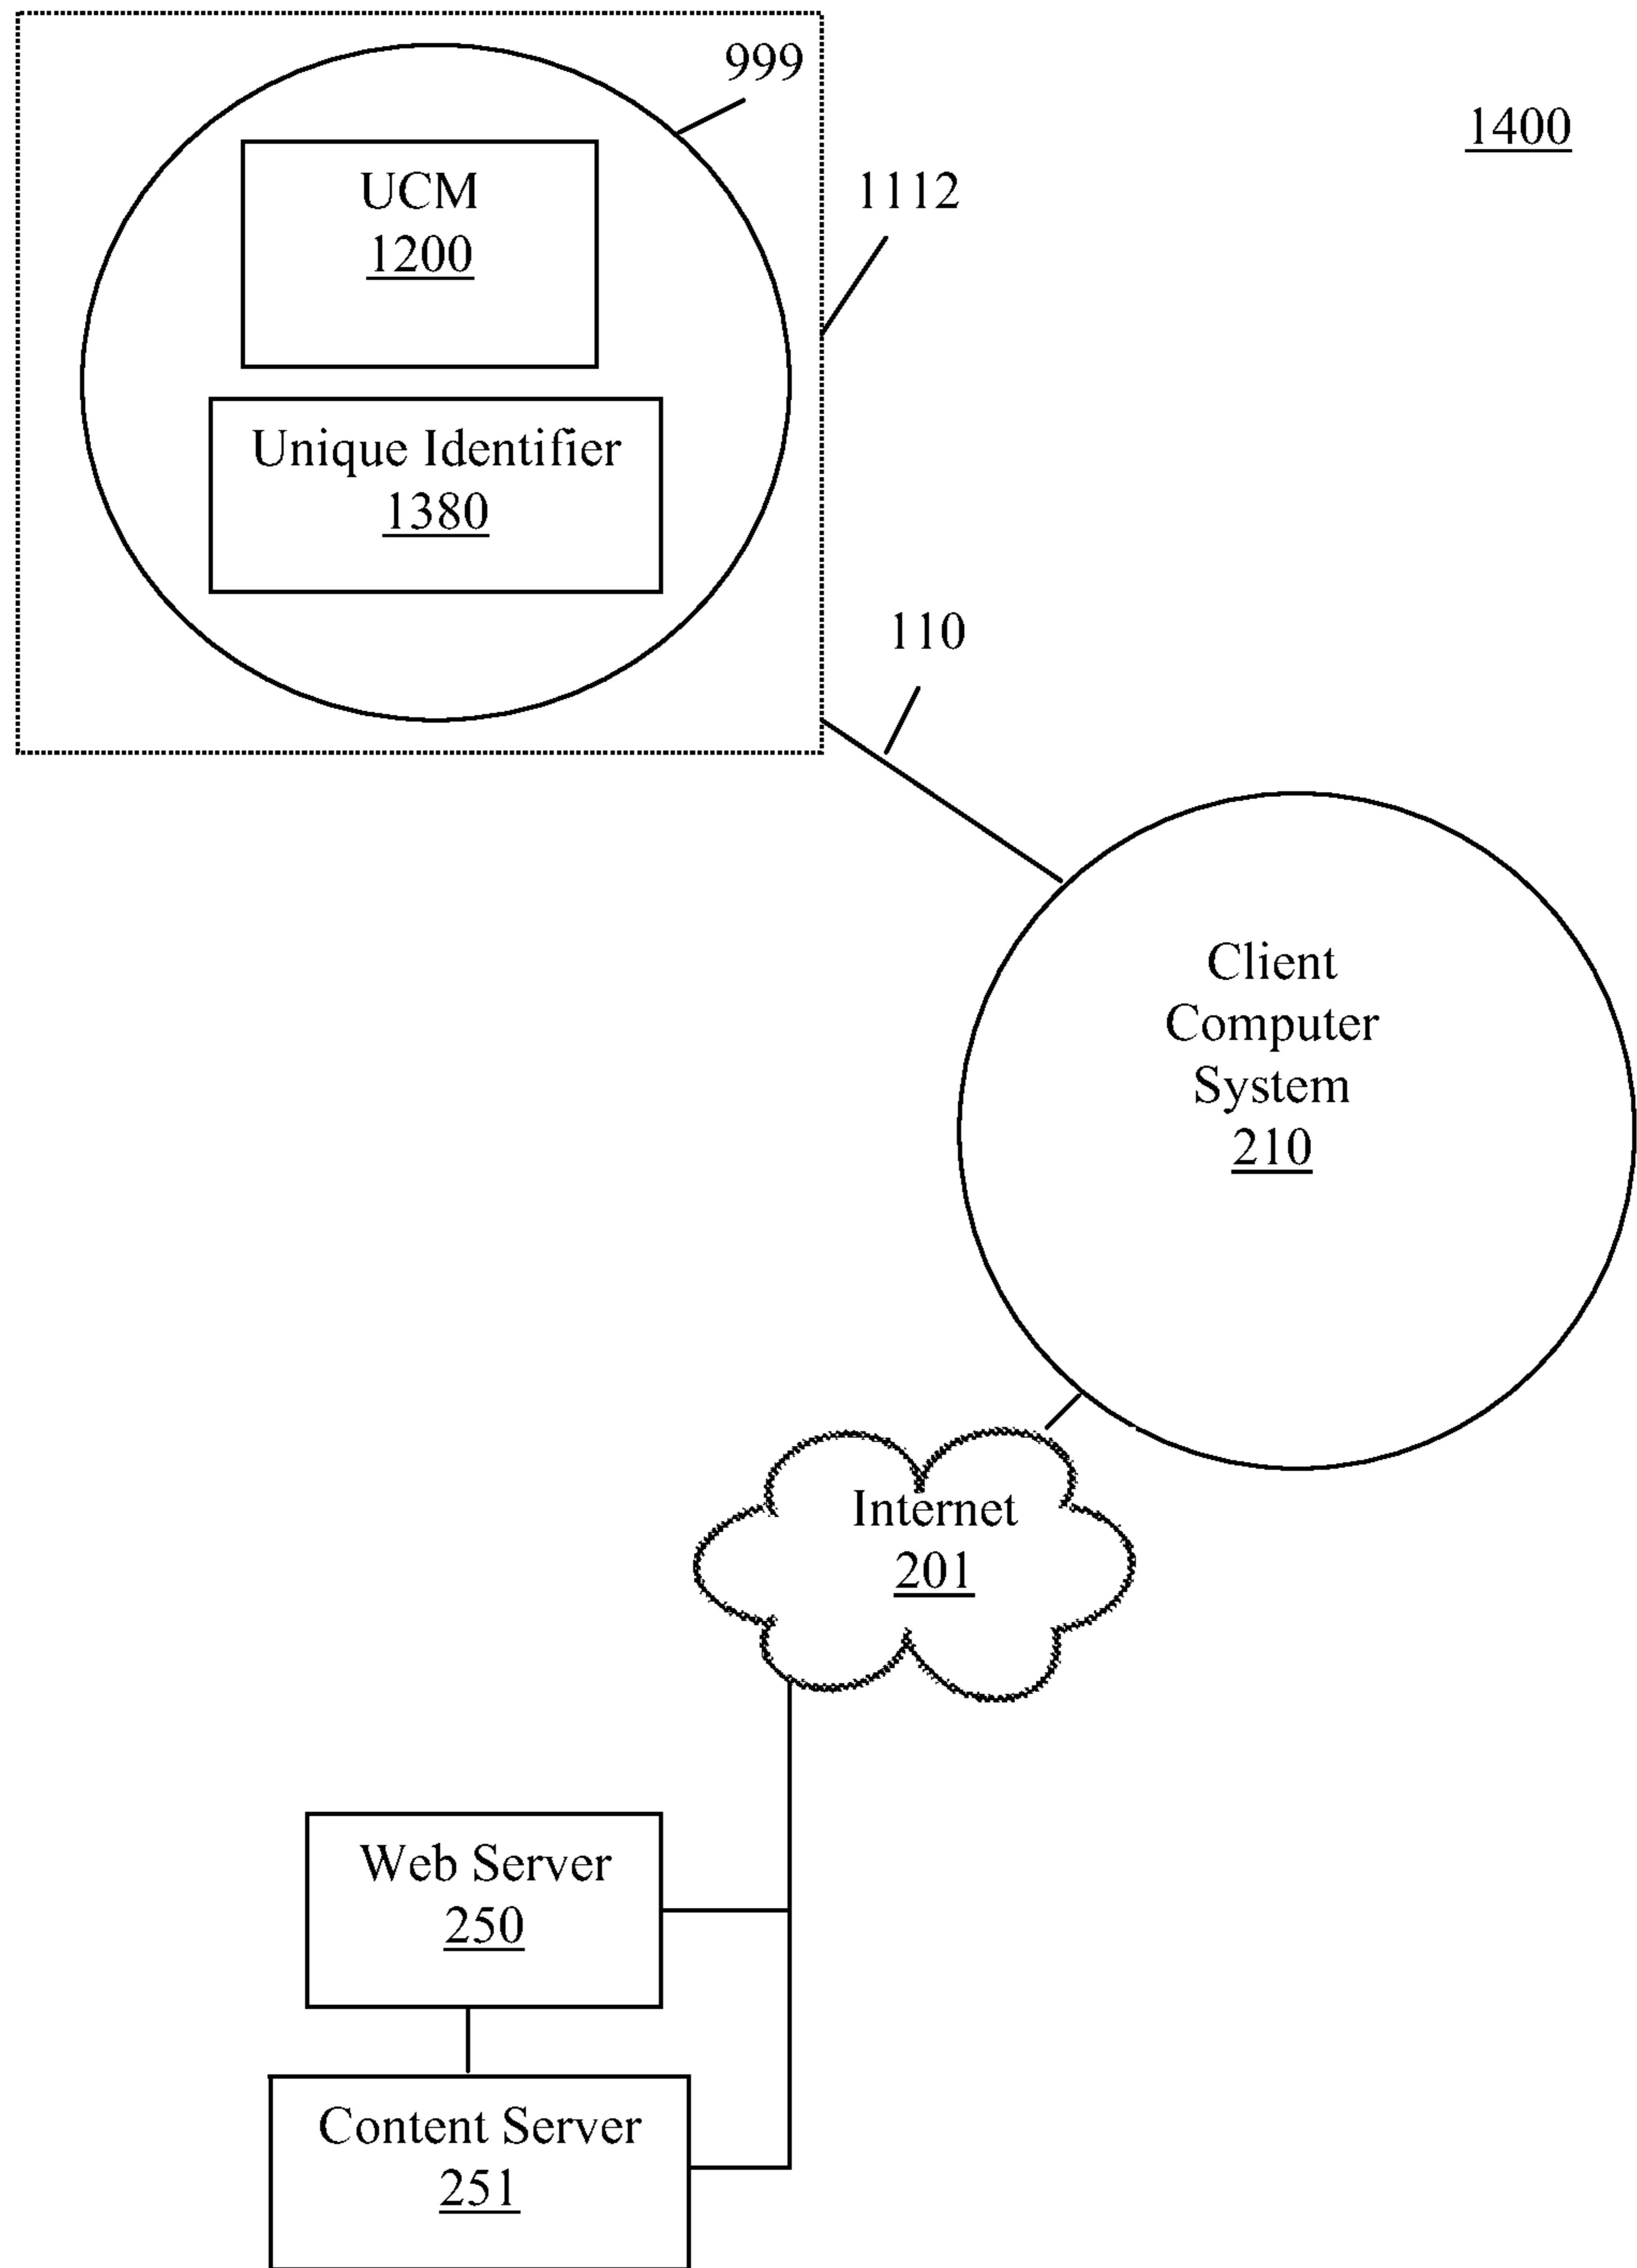 999
1400
UCM
1200
1112
Unique Identifier
1380
110
Client
Computer
System
210
Internet
201
Web Server
250
Content Server
251